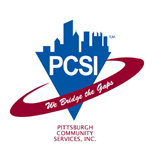 SM
PCSI
We Bridge the Gaps
PITTSBURGH
COMMUNITY
SERVICES, INC.